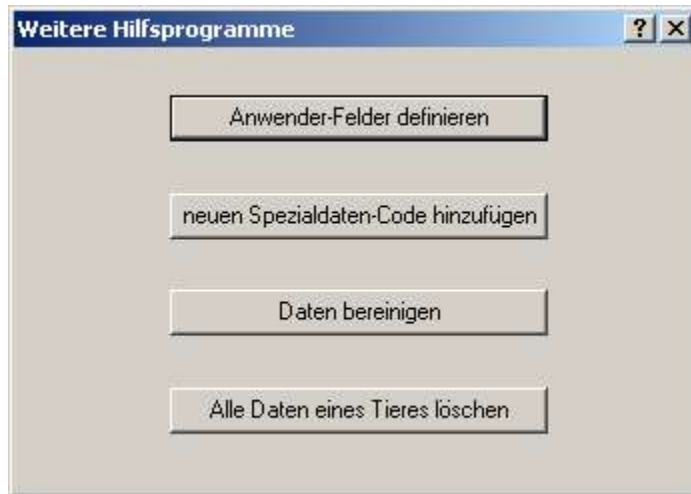 Weitere Hilfsprogramme
Anwender-Felder definieren
neuen Spezialdaten-Code hinzufügen
Daten bereinigen
Alle Daten eines Tieres löschen